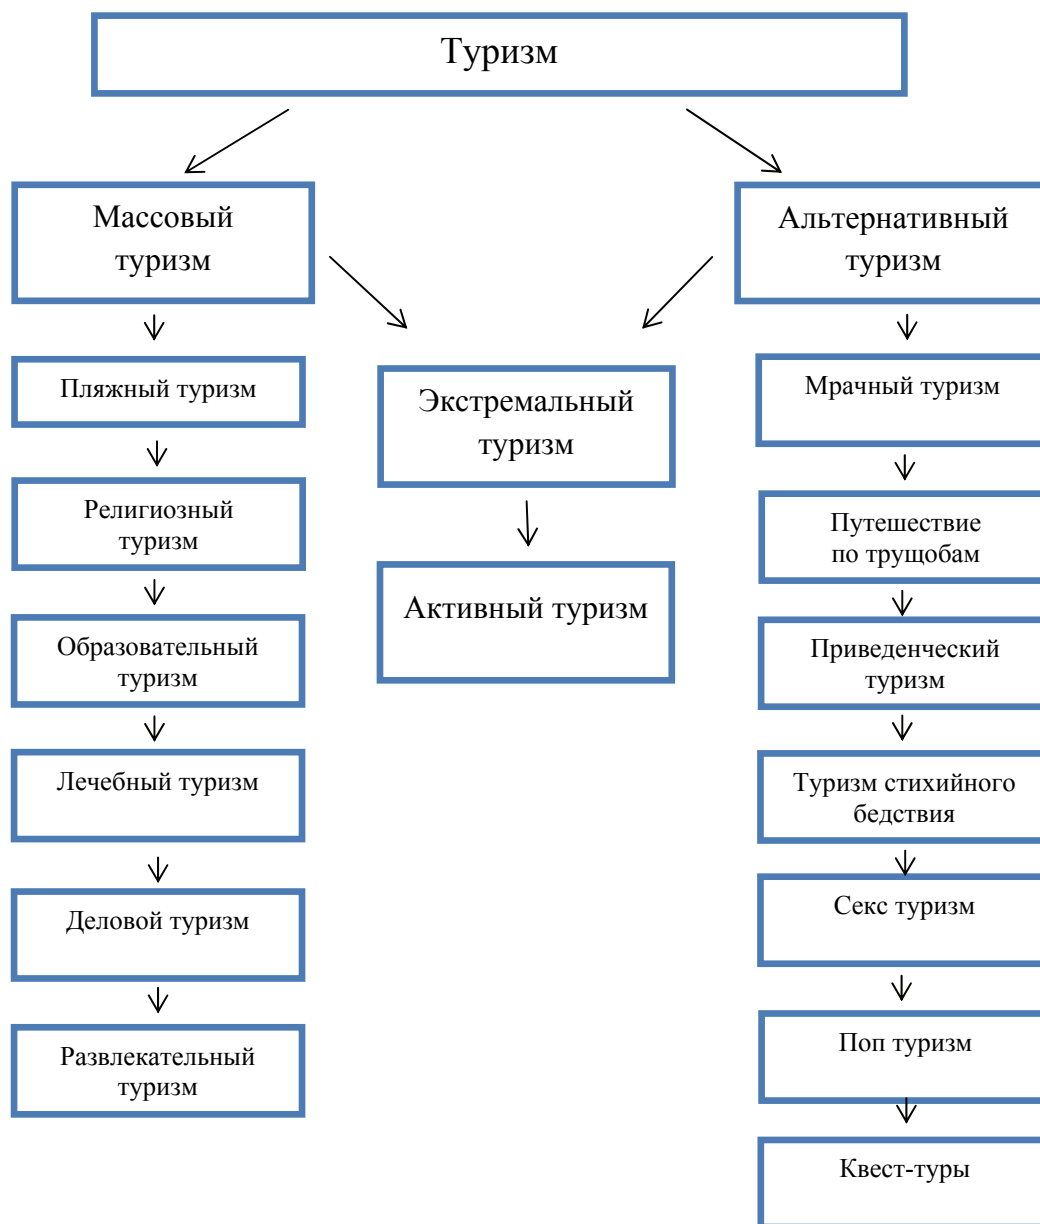 Туризм
Массовый
туризм
Альтернативный
туризм
Пляжный туризм
Религиозный
туризм
Образовательный
туризм
Лечебный туризм
Деловой туризм
Развлекательный
туризм
Экстремальный
туризм
Активный туризм
Мрачный туризм
Путешествие
по трущобам
Приведенческий
туризм
Туризм стихийного
бедствия
Секс туризм
Поп туризм
Квест-туры